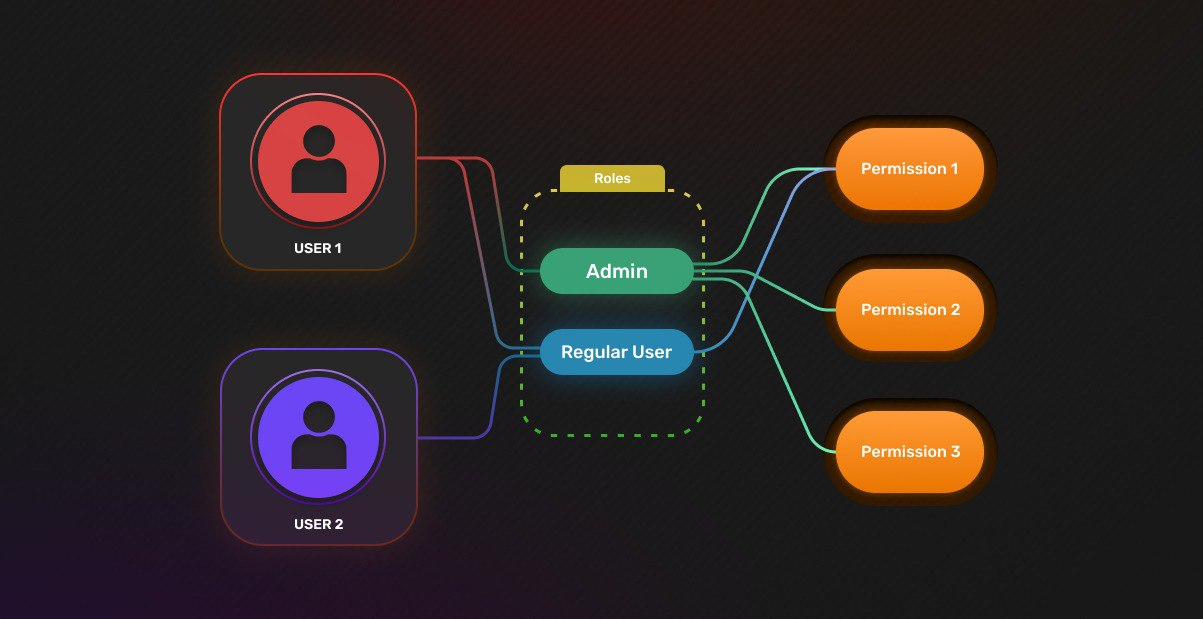 USER 1
USER 2
Roles
Admin
Regular User
Permission 1
Permission 2
Permission 3